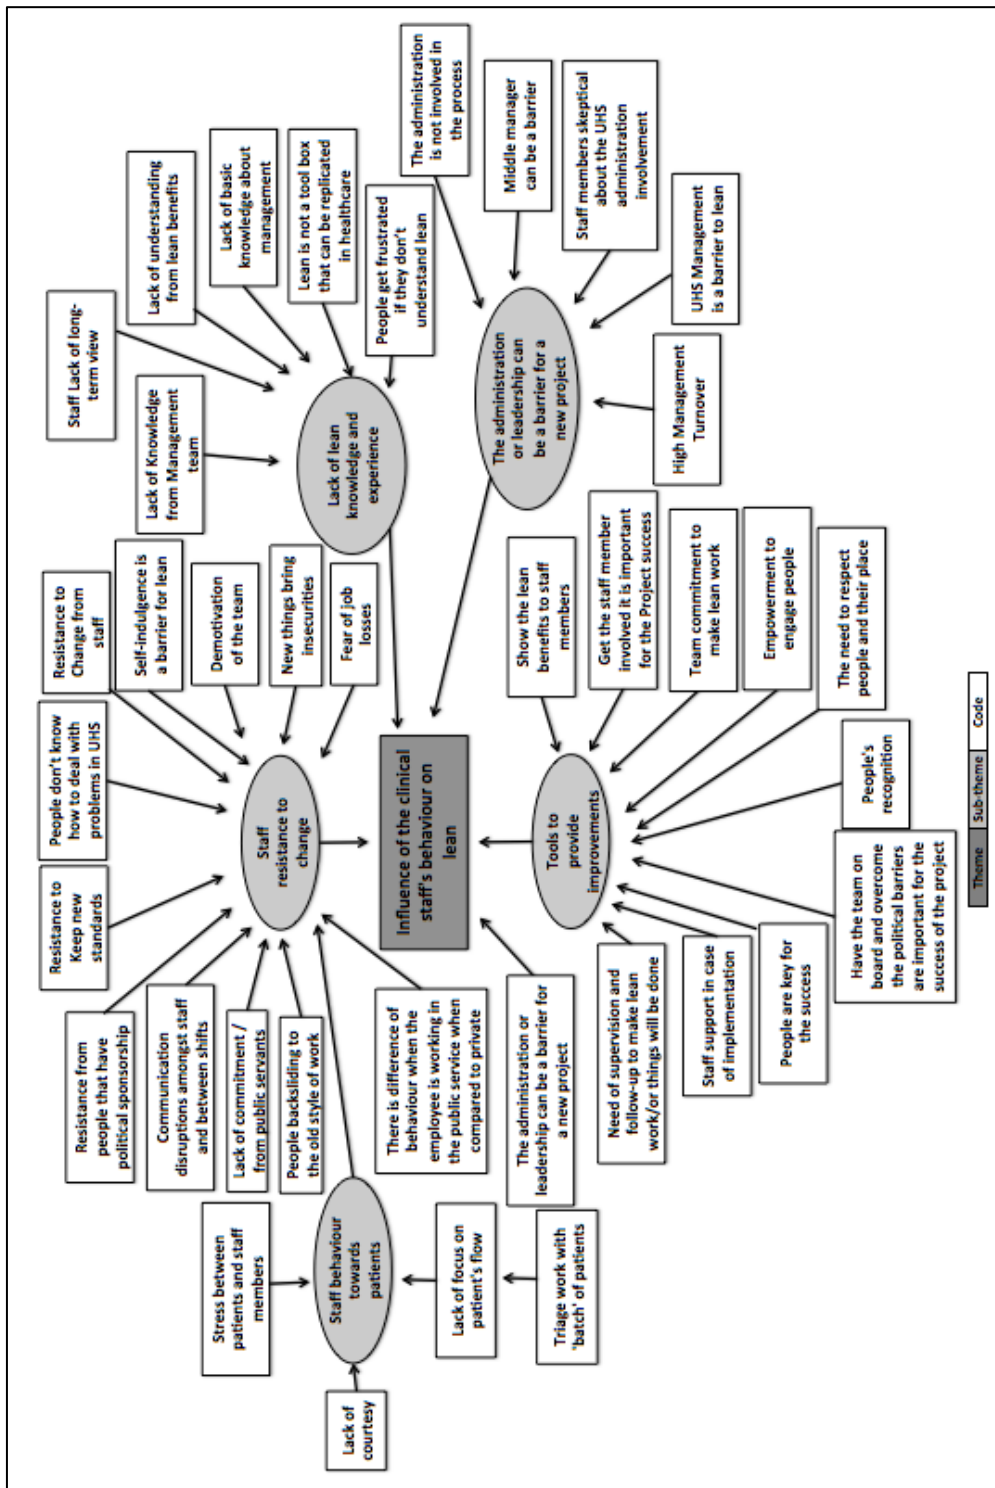 Resistance from
people that have
political sponsorship
Resistance to
Keep new
standards
People don't know
how to deal with
problems in UHS
Resistance to
Change from
staff
Staff Lack of long-
term view
Self-indulgence is
a barrier for lean
Lack of Knowledge
from Management
team
Lack of understanding
from lean benefits
Communication
disruptions amongst staff
and between shifts
Demotivation
of the team
Lack of basic
knowledge about
management
Stress between
patients and staff
members
Lack of commitment /
from public servants
Staff
resistance to
change
New things bring
insecurities
Lean is not a tool box
that can be replicated
in healthcare
People backsliding to
the old style of work
Fear of job
losses
Lack of
courtesy
Staff behaviour
towards
patients
Lack of lean
knowledge and
experience
People get frustrated
if they don't
understand lean
There is difference of
behaviour when the
employee is working in
the public service when
compared to private
Influence of the clinical
staff's behaviour on
lean
The administration
is not involved in
the process
Lack of focus on
patient's flow
The administration or
leadership can be a barrier for
a new project
Show the lean
benefits to staff
members
The administration
or leadership can
be a barrier for a
new project
Middle manager
can be a barrier
Triage work with
'batch' of patients
Tools to
provide
improvements
Get the staff member
involved it is important
for the Project success
Staff members skeptical
about the UHS
administration
involvement
Need of supervision and
follow-up to make lean
work/or things will be done
Team commitment to
make lean work
High Management
Turnover
UHS Management
is a barrier to lean
Staff support in case
of implementation
Empowerment to
engage people
People are key for
the success
The need to respect
people and their place
Have the team on
board and overcome
the political barriers
are important for the
success of the project
People's
recognition
Theme
Sub-theme
Code